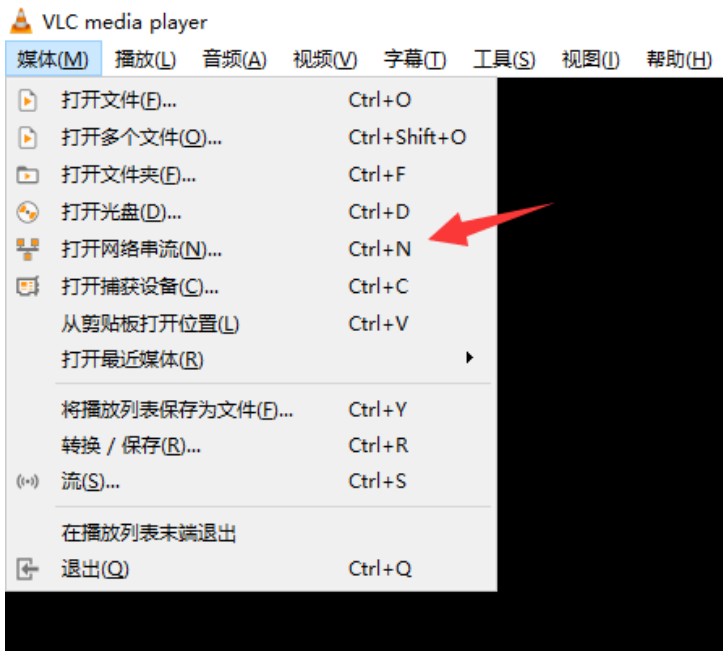 VLC media player
媒体(M) 播放(L) 音频(A) 视频(V) 字幕(T) 工具(S) 视图(I) 帮助(H)
打开文件(F)... Ctrl+O
打开多个文件(O)... Ctrl+Shift+O
打开文件夹(F)... Ctrl+F
打开光盘(D)... Ctrl+D
打开网络串流(N)... Ctrl+N
打开捕获设备(C)... Ctrl+C
从剪贴板打开位置(L) Ctrl+V
打开最近媒体(R)
将播放列表保存为文件(F)... Ctrl+Y
转换 / 保存(R)... Ctrl+R
流(S)... Ctrl+S
在播放列表末端退出
退出(Q) Ctrl+Q